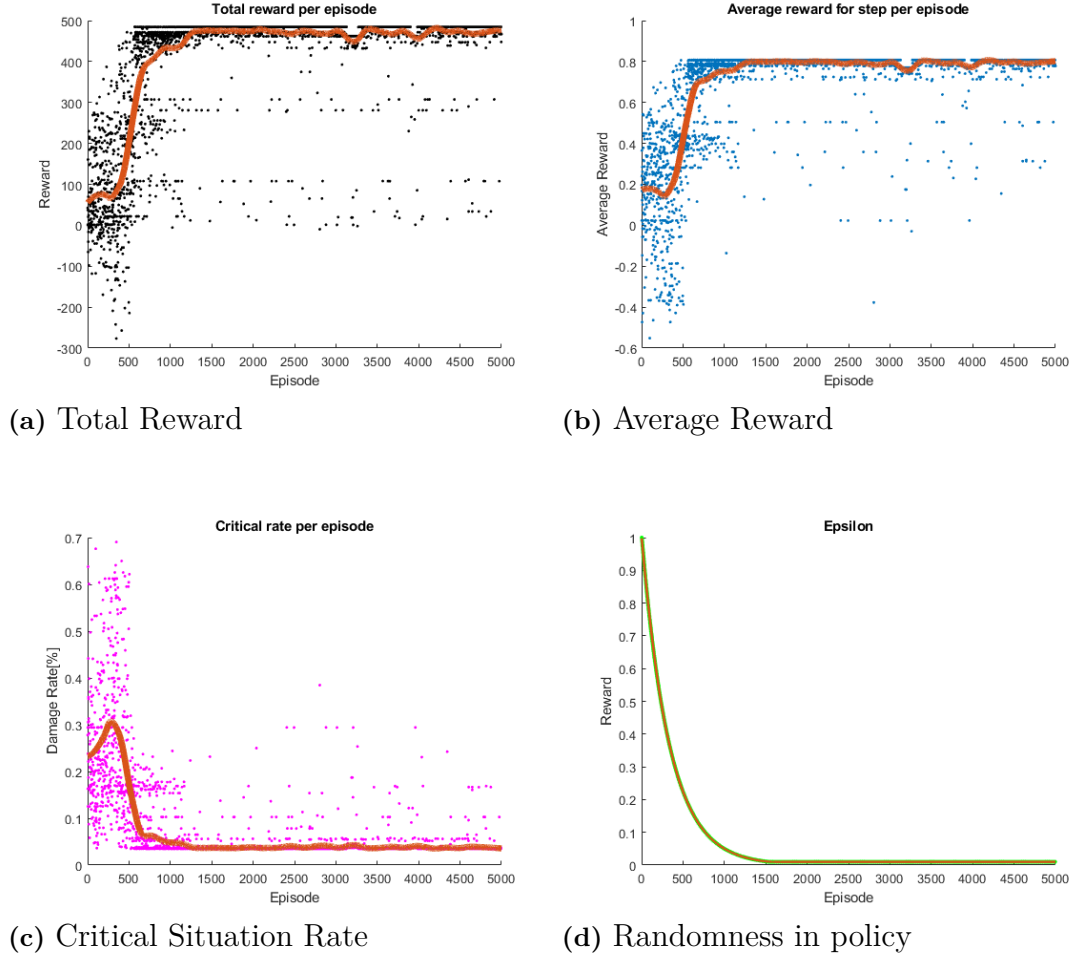 Total reward per episode
500
400
300
200
100
0
-100
-200
-300
Reward
0 500 1000 1500 2000 2500 3000 3500 4000 4500 5000
Episode
(a) Total Reward
Average reward for step per episode
1
0.8
0.6
0.4
0.2
0
-0.2
-0.4
-0.6
Average Reward
0 500 1000 1500 2000 2500 3000 3500 4000 4500 5000
Episode
(b) Average Reward
Critical rate per episode
0.7
0.6
0.5
0.4
0.3
0.2
0.1
0
Damage Rate[%]
0 500 1000 1500 2000 2500 3000 3500 4000 4500 5000
Episode
(c) Critical Situation Rate
Epsilon
1
0.9
0.8
0.7
0.6
0.5
0.4
0.3
0.2
0.1
0
Reward
0 500 1000 1500 2000 2500 3000 3500 4000 4500 5000
Episode
(d) Randomness in policy